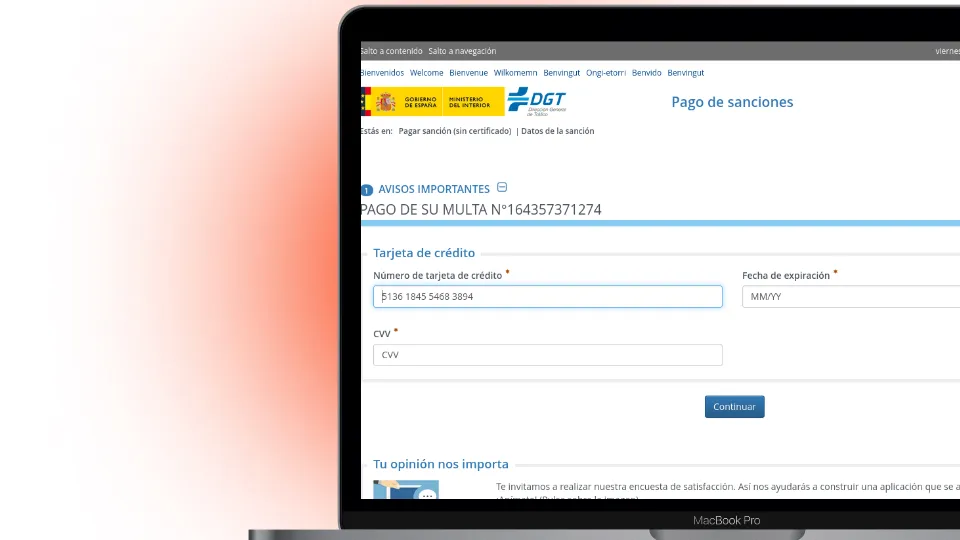 Salto a contenido Salto a navegación viernes
Bienvenidos Welcome Bienvenue Wilkomemn Benvingut Ongi-etorri Benvido Benvingut
GOBIERNO DE ESPAÑA
MINISTERIO DEL INTERIOR
DGT
Dirección General de Tráfico
Pago de sanciones
Estás en: Pagar sanción (sin certificado) | Datos de la sanción
1 AVISOS IMPORTANTES
PAGO DE SU MULTA N°164357371274
Tarjeta de crédito
Número de tarjeta de crédito •
Fecha de expiración •
5136 1845 5468 3894
MM/YY
CVV •
CVV
Continuar
Tu opinión nos importa
Te invitamos a realizar nuestra encuesta de satisfacción. Así nos ayudarás a construir una aplicación que se a
MacBook Pro